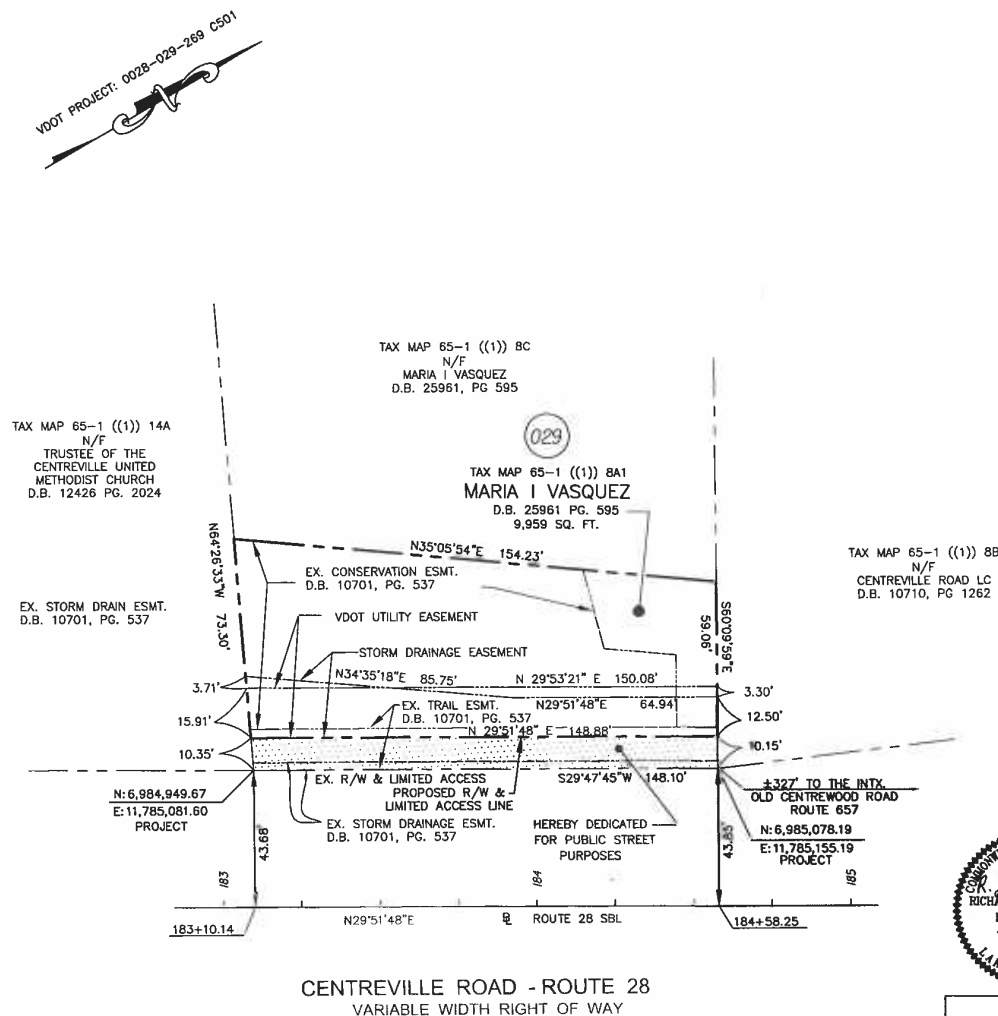 VDOT PROJECT: 0028-029-269 C501
TAX MAP 65-1 ((1)) 8C
N/F
MARIA I VASQUEZ
D.B. 25961, PG 595
TAX MAP 65-1 ((1)) 14A
N/F
TRUSTEE OF THE
CENTREVILLE UNITED
METHODIST CHURCH
D.B. 12426 PG. 2024
029
TAX MAP 65-1 ((1)) 8A1
MARIA I VASQUEZ
D.B. 25961 PG. 595
9,959 SQ. FT.
TAX MAP 65-1 ((1)) 8B
N/F
CENTREVILLE ROAD LC
D.B. 10710, PG 1262
N35°05'54"E 154.23'
N64°26'33"W 73.30'
S60°09'59"E
59.06'
EX. CONSERVATION ESMT.
D.B. 10701, PG. 537
EX. STORM DRAIN ESMT.
D.B. 10701, PG. 537
VDOT UTILITY EASEMENT
STORM DRAINAGE EASEMENT
N34°35'18"E 85.75'
N 29°53'21" E 150.08'
3.71'
3.30'
EX. TRAIL ESMT.
D.B. 10701, PG. 537
N29°51'48"E 64.94'
15.91'
12.50'
N 29°51'48" E 148.88'
10.35'
10.15'
EX. R/W & LIMITED ACCESS
PROPOSED R/W &
LIMITED ACCESS LINE
S29°47'45"W 148.10'
±327' TO THE INTX.
OLD CENTREWOOD ROAD
ROUTE 657
N: 6,984,949.67
E: 11,785,081.60
PROJECT
EX. STORM DRAINAGE ESMT.
D.B. 10701, PG. 537
HEREBY DEDICATED
FOR PUBLIC STREET
PURPOSES
N: 6,985,078.19
E: 11,785,155.19
PROJECT
43.68'
43.85'
183
184
185
183+10.14
N29°51'48"E
ROUTE 28 SBL
184+58.25
CENTREVILLE ROAD - ROUTE 28
VARIABLE WIDTH RIGHT OF WAY